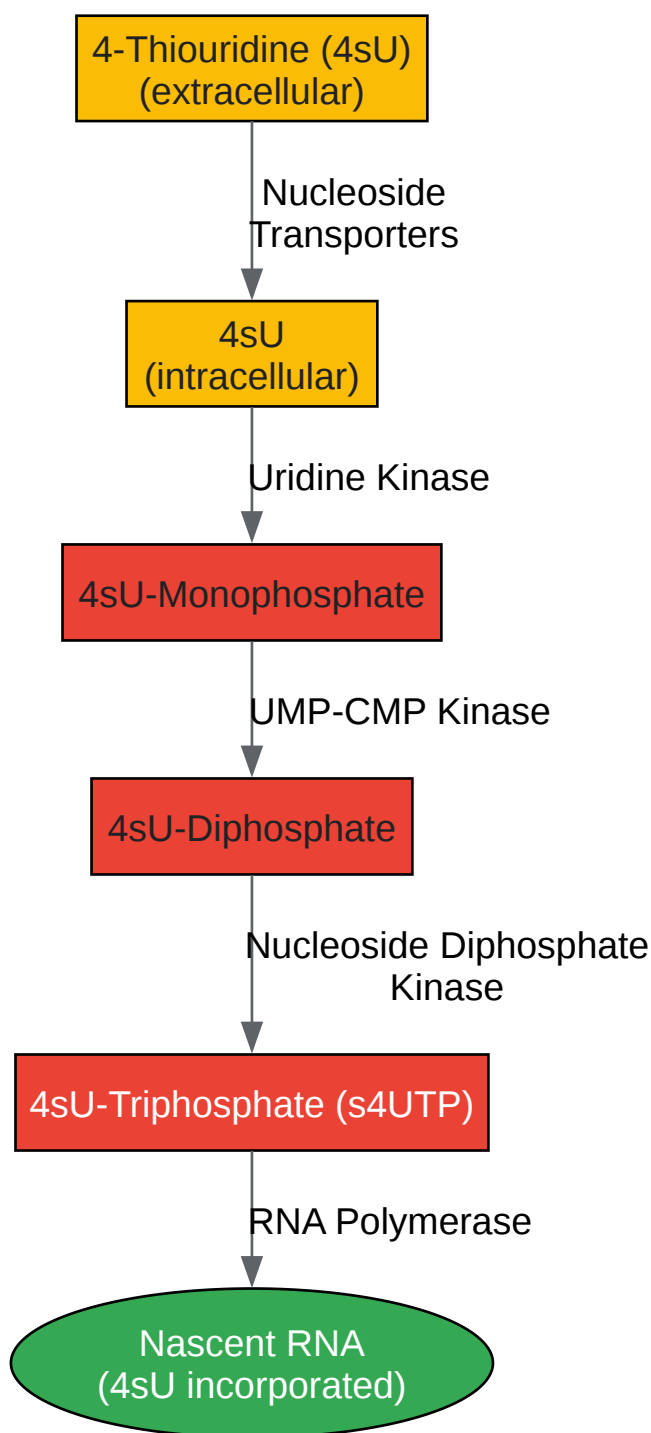 4-Thiouridine (4sU)
(extracellular)
Nucleoside
Transporters
4sU
(intracellular)
Uridine Kinase
4sU-Monophosphate
UMP-CMP Kinase
4sU-Diphosphate
Nucleoside Diphosphate
Kinase
4sU-Triphosphate (s4UTP)
RNA Polymerase
Nascent RNA
(4sU incorporated)